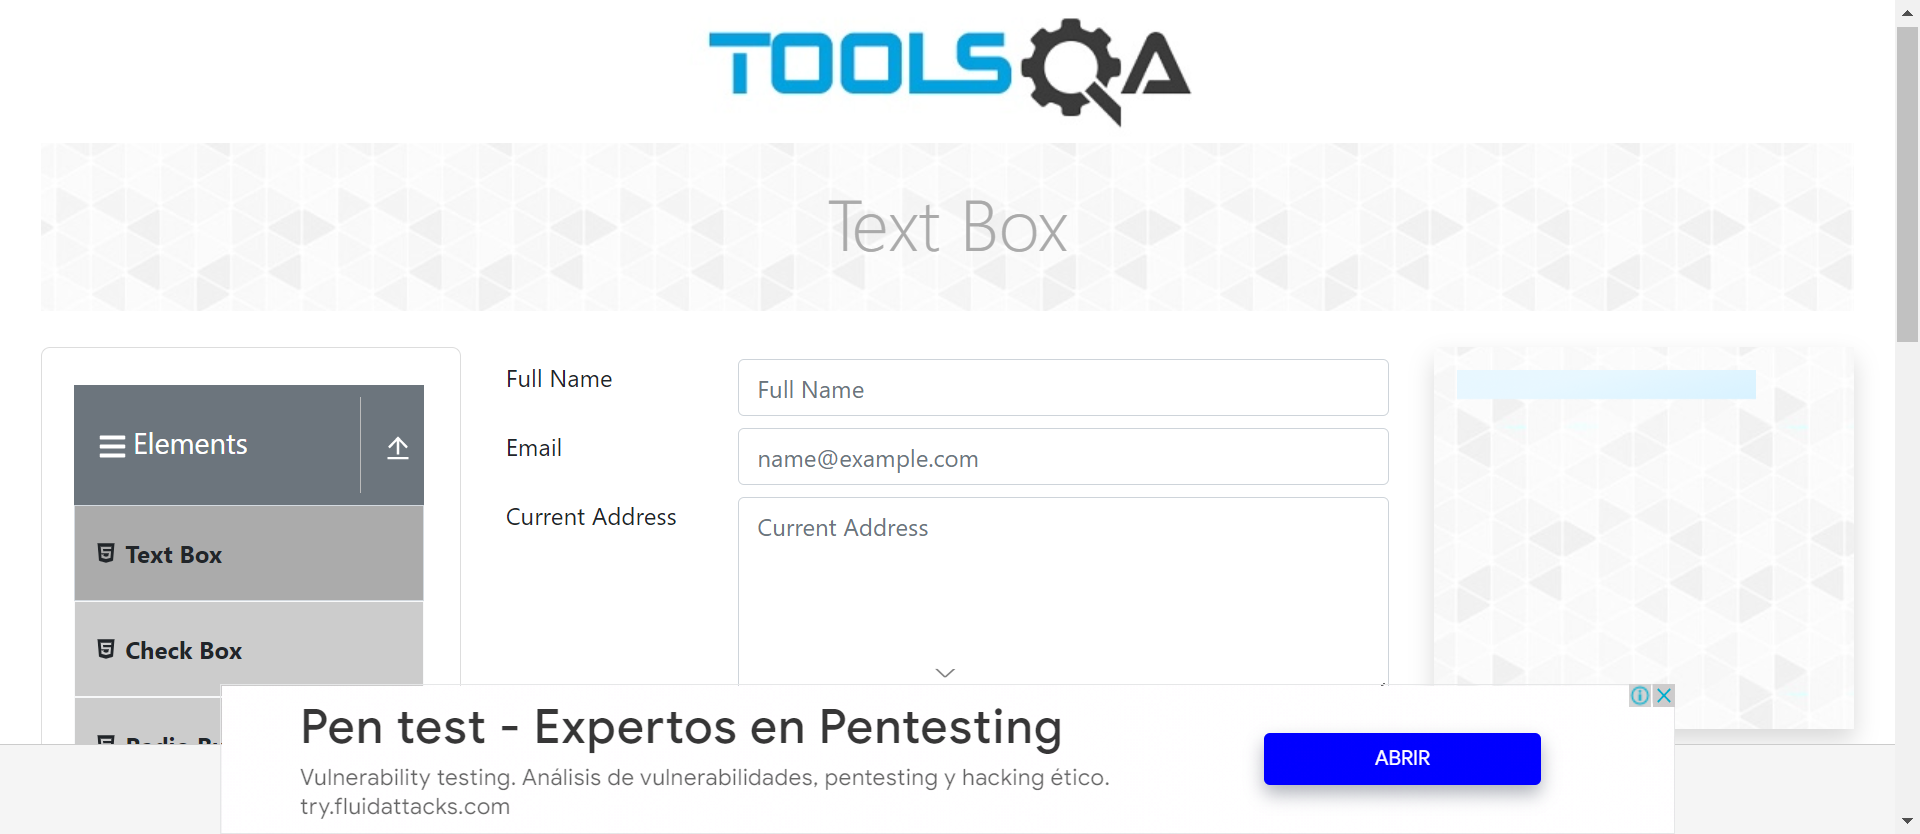 TOOLSQA
Text Box
Elements
Text Box
Check Box
Full Name
Full Name
Email
name@example.com
Current Address
Current Address
Pen test - Expertos en Pentesting
Vulnerability testing. Análisis de vulnerabilidades, pentesting y hacking ético.
try.fluidattacks.com
ABRIR